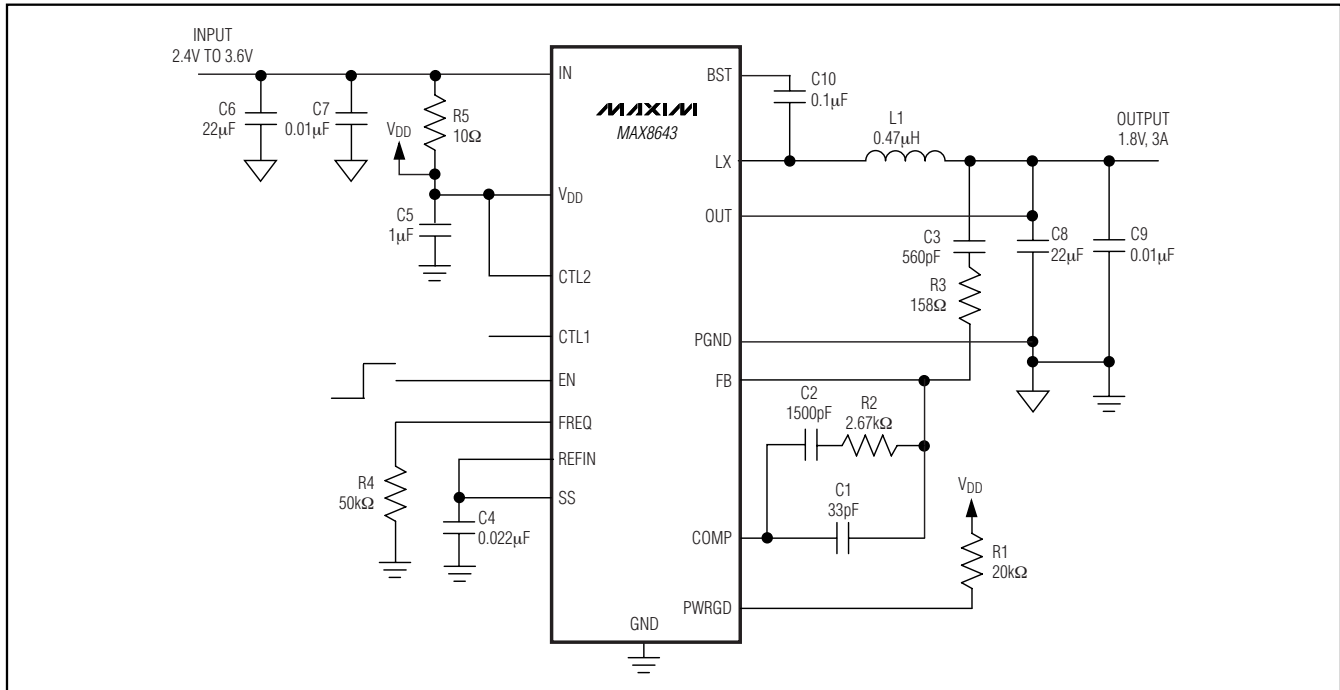 INPUT
2.4V TO 3.6V
C6
22µF
C7
0.01µF
R5
10Ω
VDD
C5
1µF
IN
VDD
CTL2
CTL1
EN
FREQ
REFIN
SS
R4
50kΩ
C4
0.022µF
MAXIM
MAX8643
GND
BST
LX
OUT
PGND
FB
COMP
PWRGD
C10
0.1µF
L1
0.47µH
OUTPUT
1.8V, 3A
C3
560pF
R3
158Ω
C8
22µF
C9
0.01µF
C2
1500pF
R2
2.67kΩ
C1
33pF
VDD
R1
20kΩ